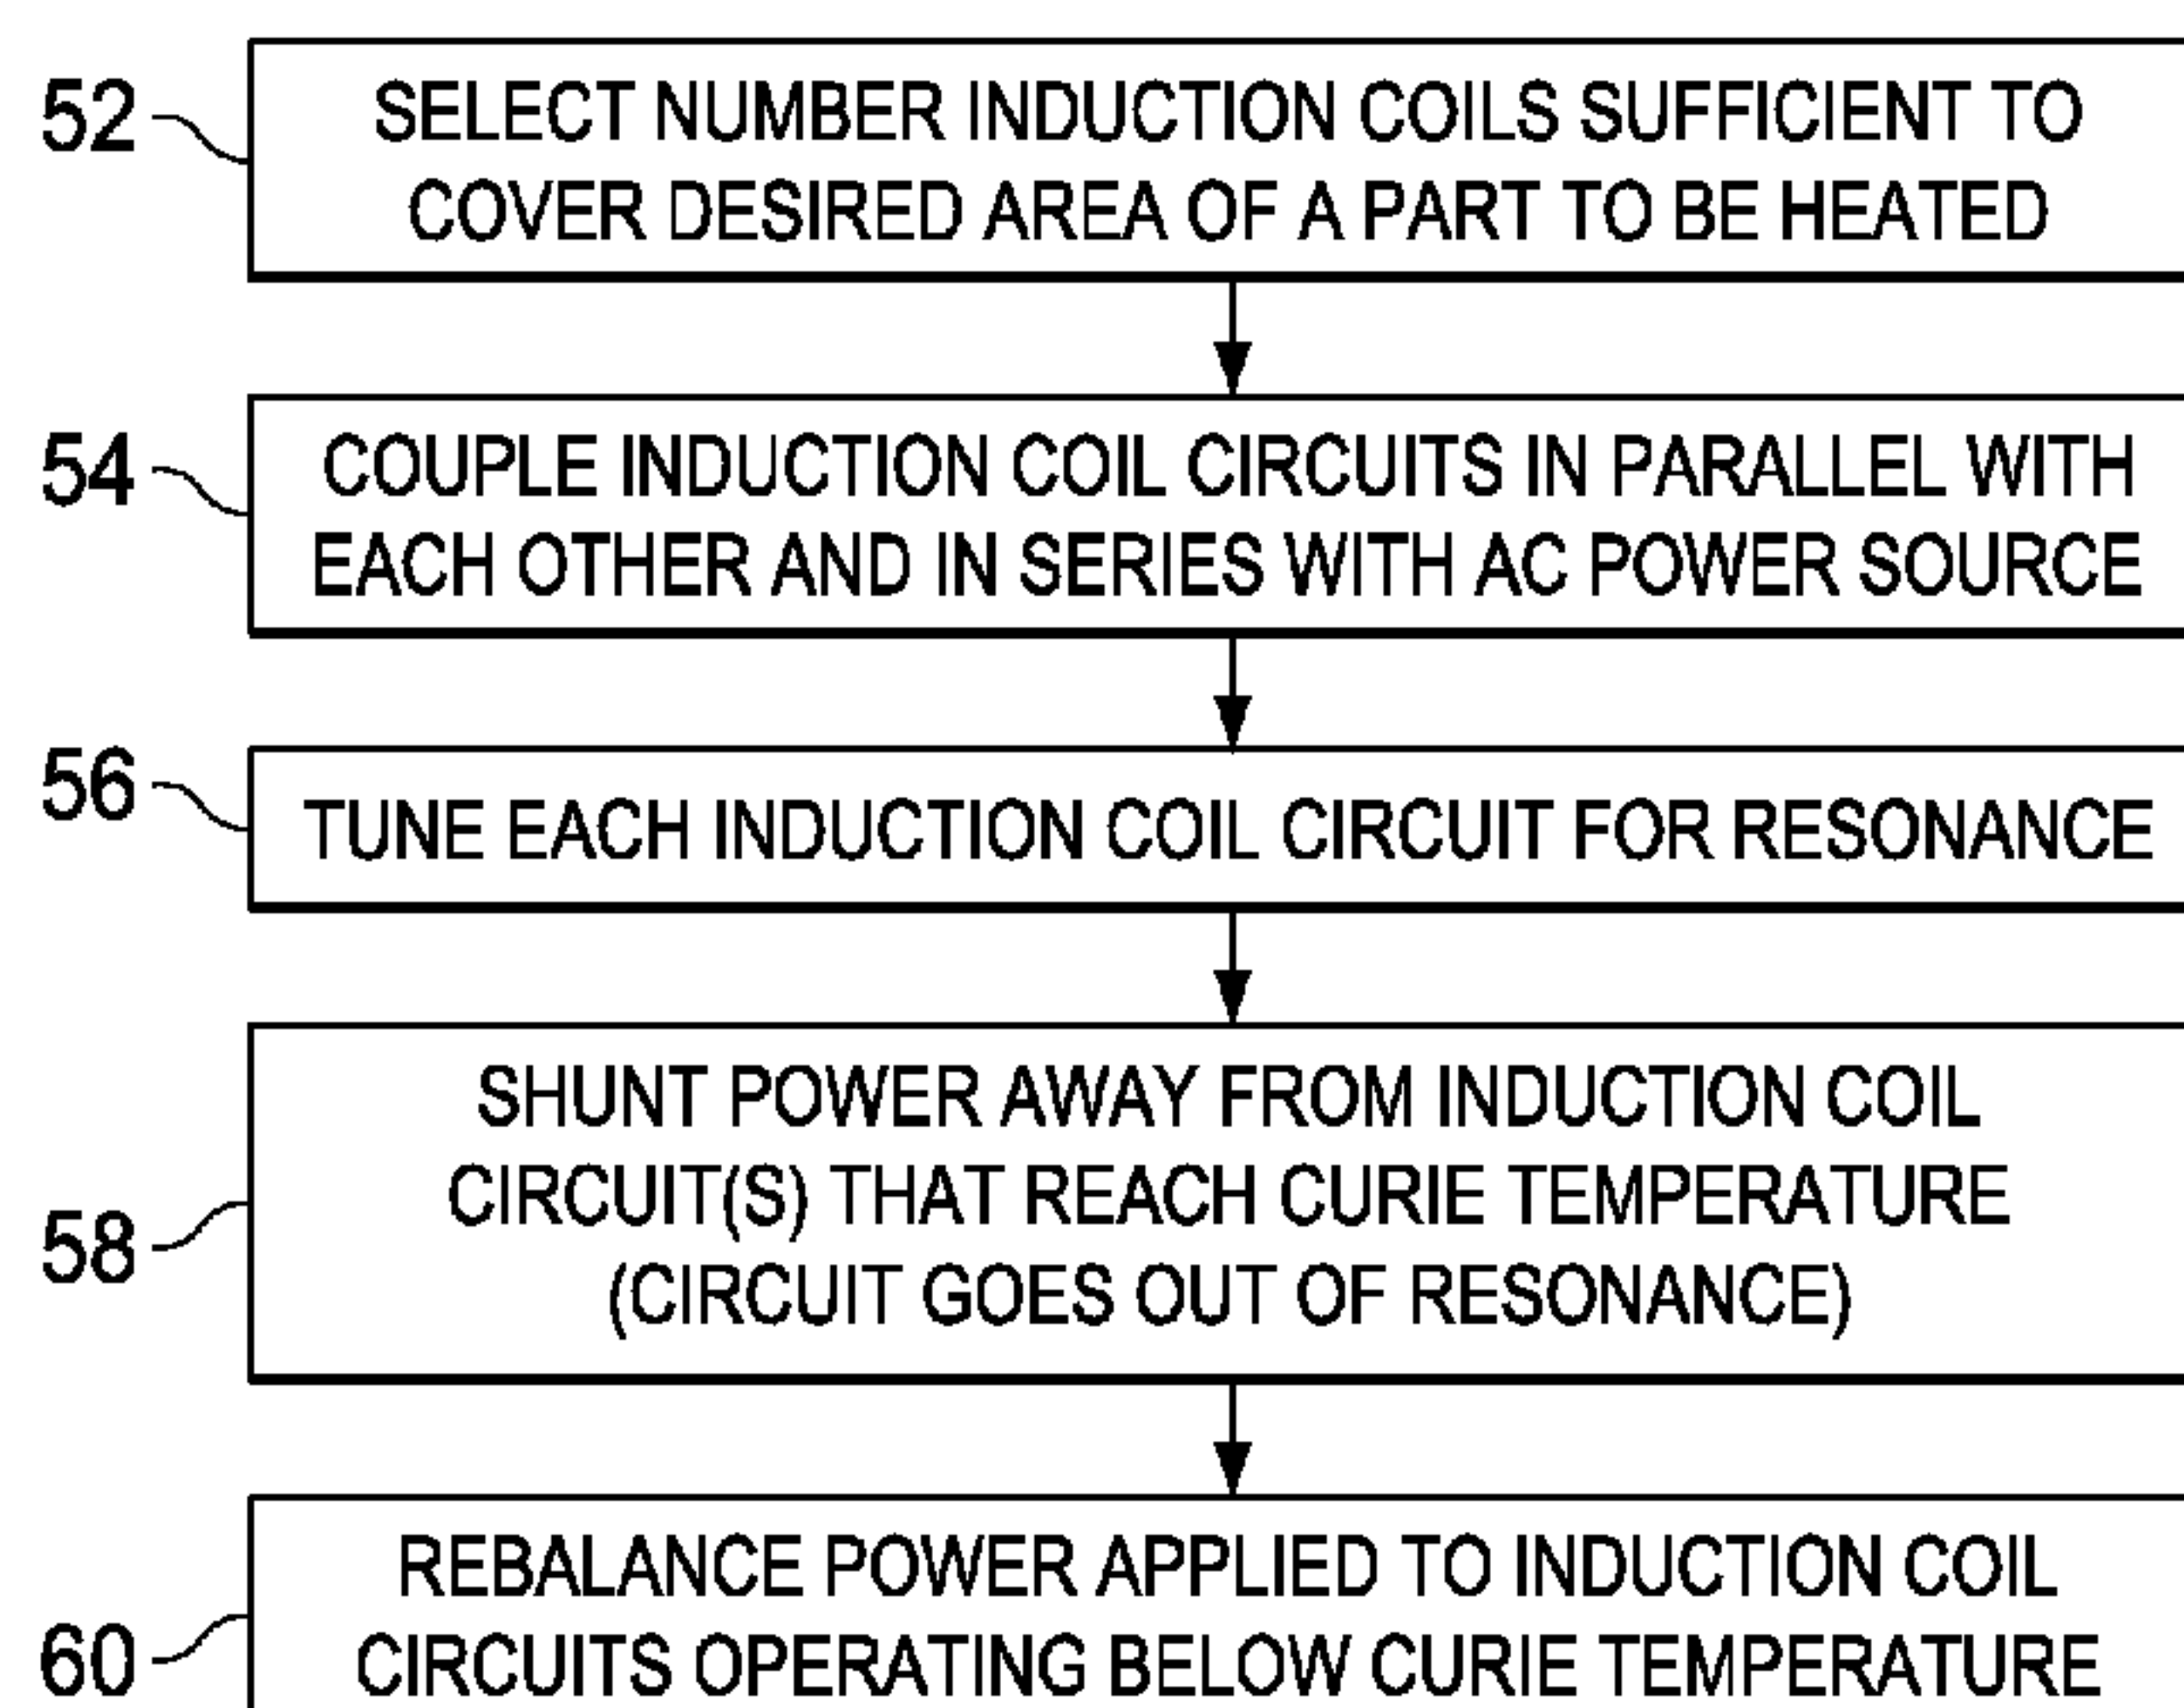 52
SELECT NUMBER INDUCTION COILS SUFFICIENT TO
COVER DESIRED AREA OF A PART TO BE HEATED
54
COUPLE INDUCTION COIL CIRCUITS IN PARALLEL WITH
EACH OTHER AND IN SERIES WITH AC POWER SOURCE
56
TUNE EACH INDUCTION COIL CIRCUIT FOR RESONANCE
58
SHUNT POWER AWAY FROM INDUCTION COIL
CIRCUIT(S) THAT REACH CURIE TEMPERATURE
(CIRCUIT GOES OUT OF RESONANCE)
60
REBALANCE POWER APPLIED TO INDUCTION COIL
CIRCUITS OPERATING BELOW CURIE TEMPERATURE